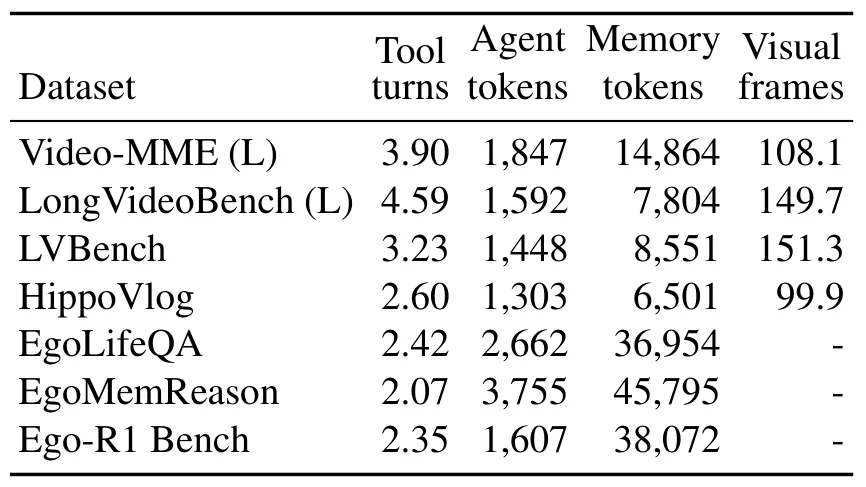 Dataset Tool turns Agent tokens Memory tokens Visual frames
Video-MME (L) 3.90 1,847 14,864 108.1
LongVideoBench (L) 4.59 1,592 7,804 149.7
LVBench 3.23 1,448 8,551 151.3
HippoVlog 2.60 1,303 6,501 99.9
EgoLifeQA 2.42 2,662 36,954 -
EgoMemReason 2.07 3,755 45,795 -
Ego-R1 Bench 2.35 1,607 38,072 -